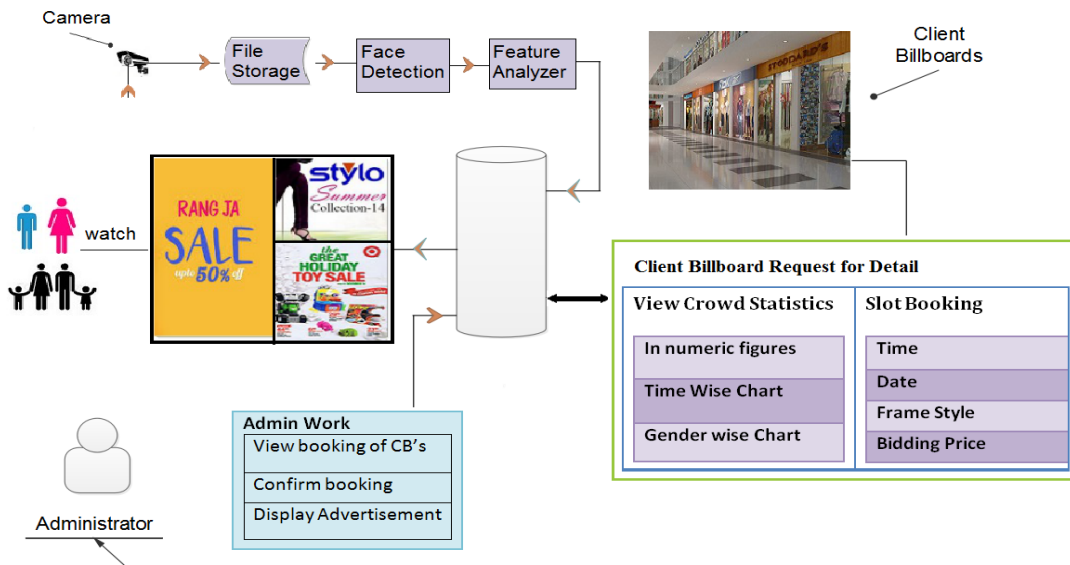 Camera
File
Storage
Face
Detection
Feature
Analyzer
Client
Billboards
STODDARD'S
RANG JA
SALE
upto 50% off
stylo
Summer
Collection-14
the
GREAT
HOLIDAY
TOY SALE
watch
Client Billboard Request for Detail
View Crowd Statistics
In numeric figures
Time Wise Chart
Gender wise Chart
Slot Booking
Time
Date
Frame Style
Bidding Price
Admin Work
View booking of CB's
Confirm booking
Display Advertisement
Administrator